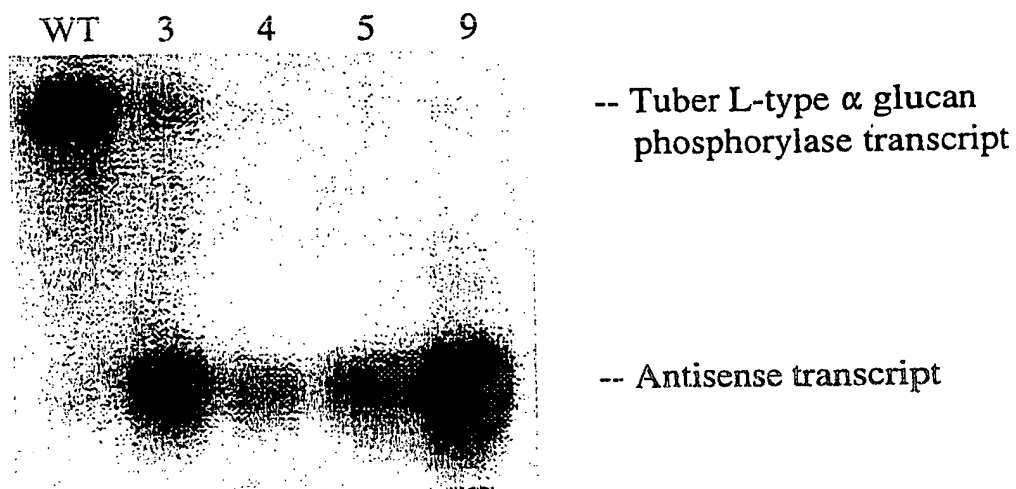 WT 3 4 5 9
-- Tuber L-type α glucan
phosphorylase transcript
-- Antisense transcript